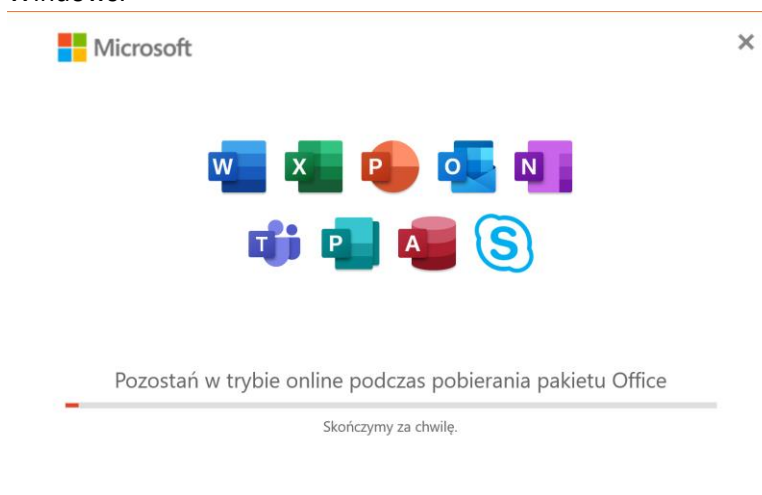 Microsoft
W X P O N
T P A S
Pozostań w trybie online podczas pobierania pakietu Office
Skończymy za chwilę.